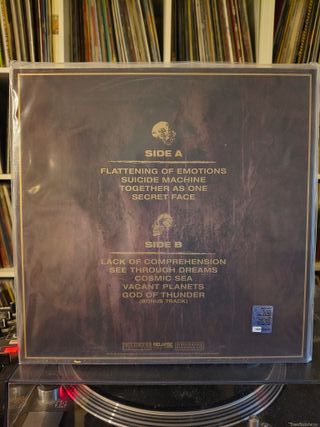 SIDE A
FLATTENING OF EMOTIONS
SUICIDE MACHINE
TOGETHER AS ONE
SECRET FACE
SIDE B
LACK OF COMPREHENSION
SEE THROUGH DREAMS
COSMIC SEA
VACANT PLANETS
GOD OF THUNDER
(BONUS TRACK)